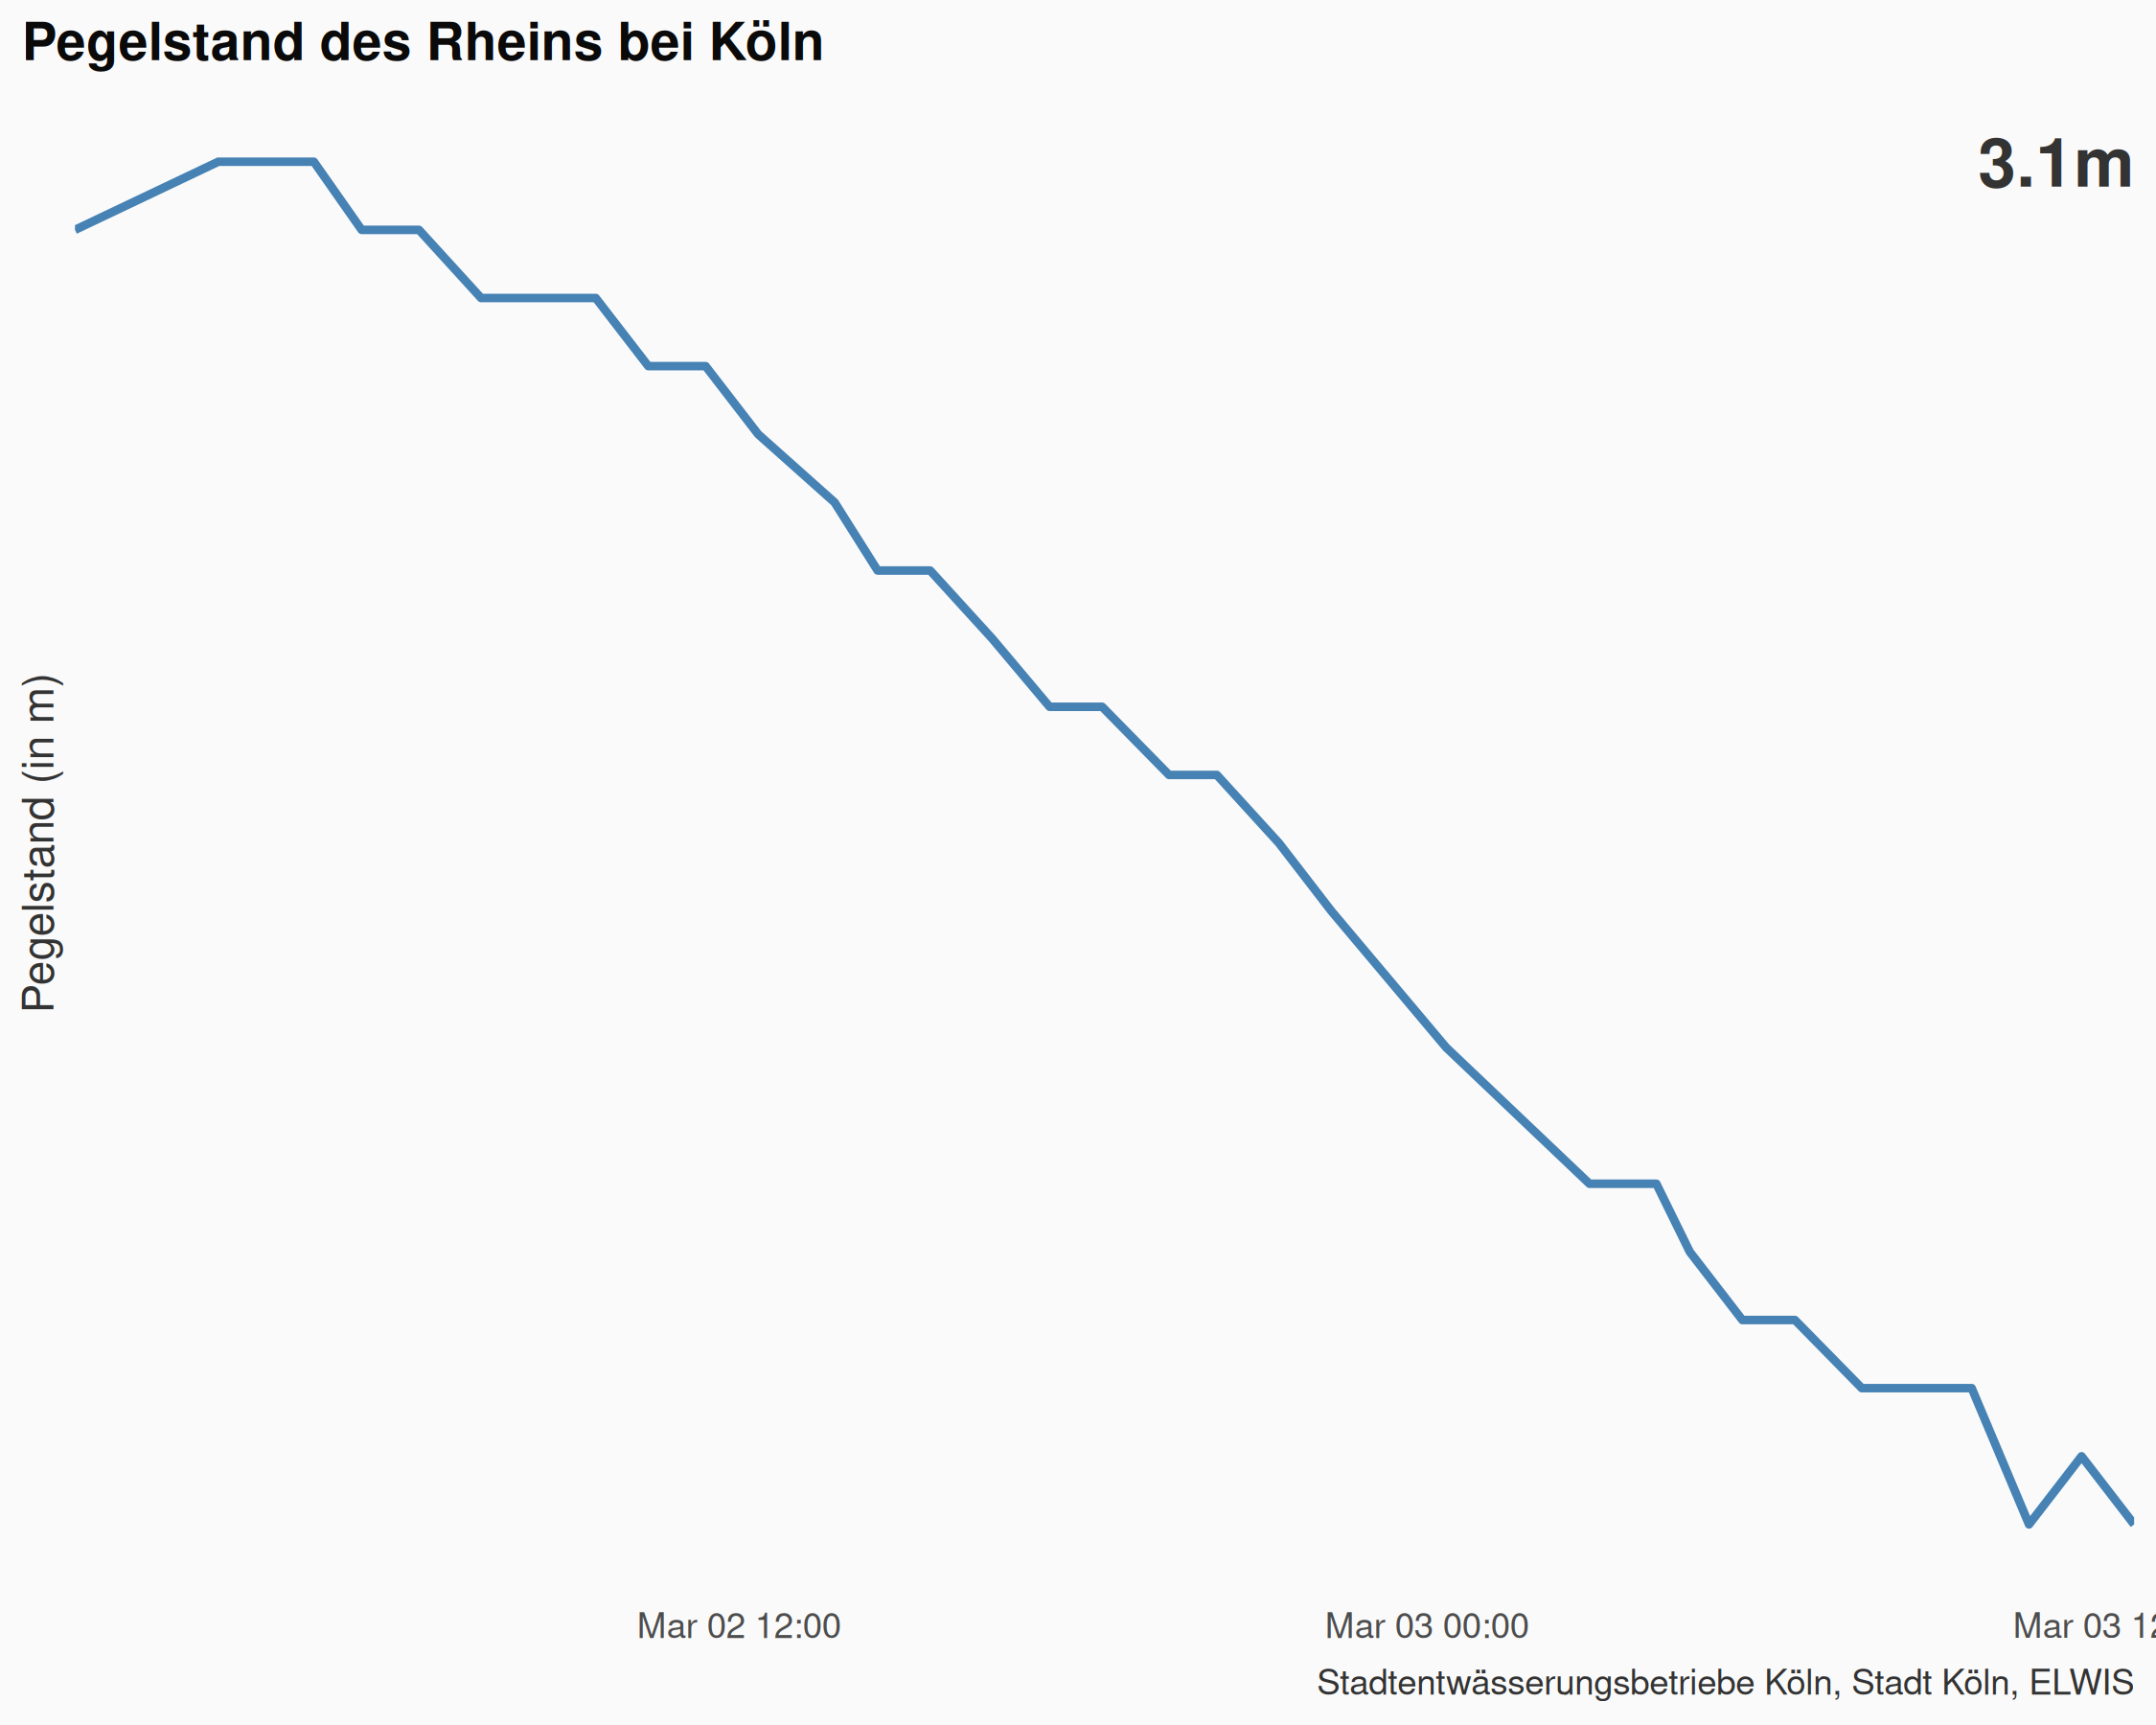 Pegelstand des Rheins bei Köln
3.1m
Pegelstand (in m)
Mar 02 12:00
Mar 03 00:00
Mar 03 12
Stadtentwässerungsbetriebe Köln, Stadt Köln, ELWIS